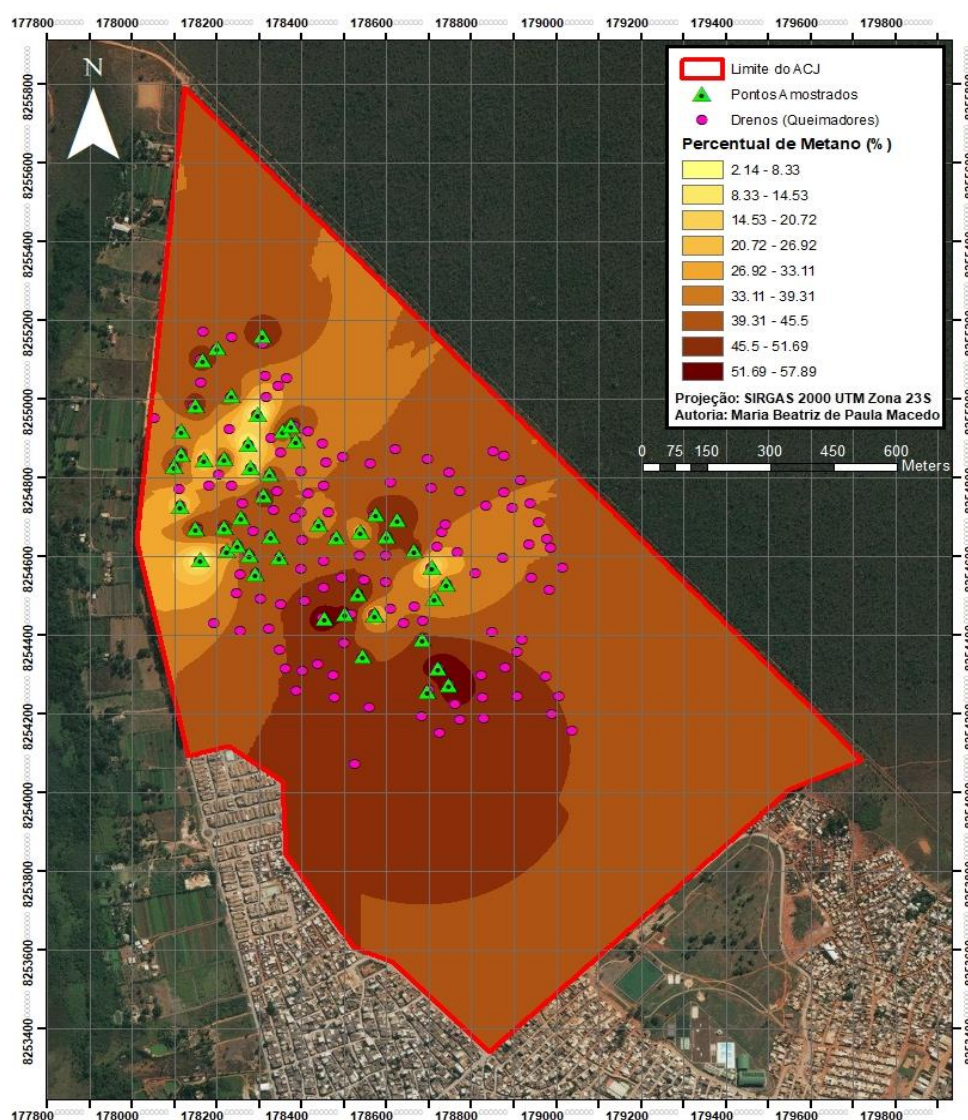 177800 178000 178200 178400 178600 178800 179000 179200 179400 179600 179800
N
Limite do ACJ
Pontos Amostrados
Drenos (Queimadores)
Percentual de Metano (%)
2.14 - 8.33
8.33 - 14.53
14.53 - 20.72
20.72 - 26.92
26.92 - 33.11
33.11 - 39.31
39.31 - 45.5
45.5 - 51.69
51.69 - 57.89
Projeção: SIRGAS 2000 UTM Zona 23S
Autoria: Maria Beatriz de Paula Macedo
0 75 150 300 450 600
Meters
8255800
8255600
8255400
8255200
8255000
8254800
8254600
8254400
8254200
8254000
8253800
8253600
8253400
177800 178000 178200 178400 178600 178800 179000 179200 179400 179600 179800